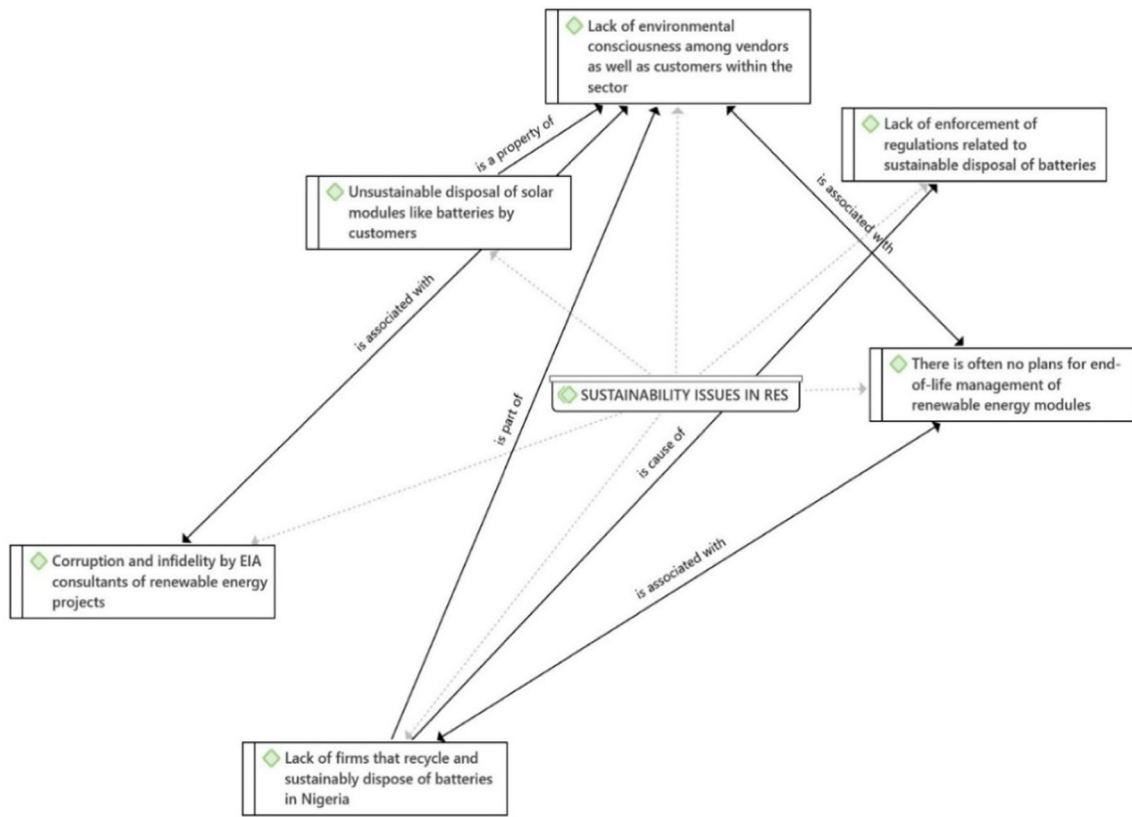 Lack of environmental
consciousness among vendors
as well as customers within the
sector
Lack of enforcement of
regulations related to
sustainable disposal of batteries
is a property of
Unsustainable disposal of solar
modules like batteries by
customers
is associated with
is associated with
There is often no plans for end-
of-life management of
renewable energy modules
SUSTAINABILITY ISSUES IN RES
is part of
is cause of
Corruption and infidelity by EIA
consultants of renewable energy
projects
is associated with
Lack of firms that recycle and
sustainably dispose of batteries
in Nigeria